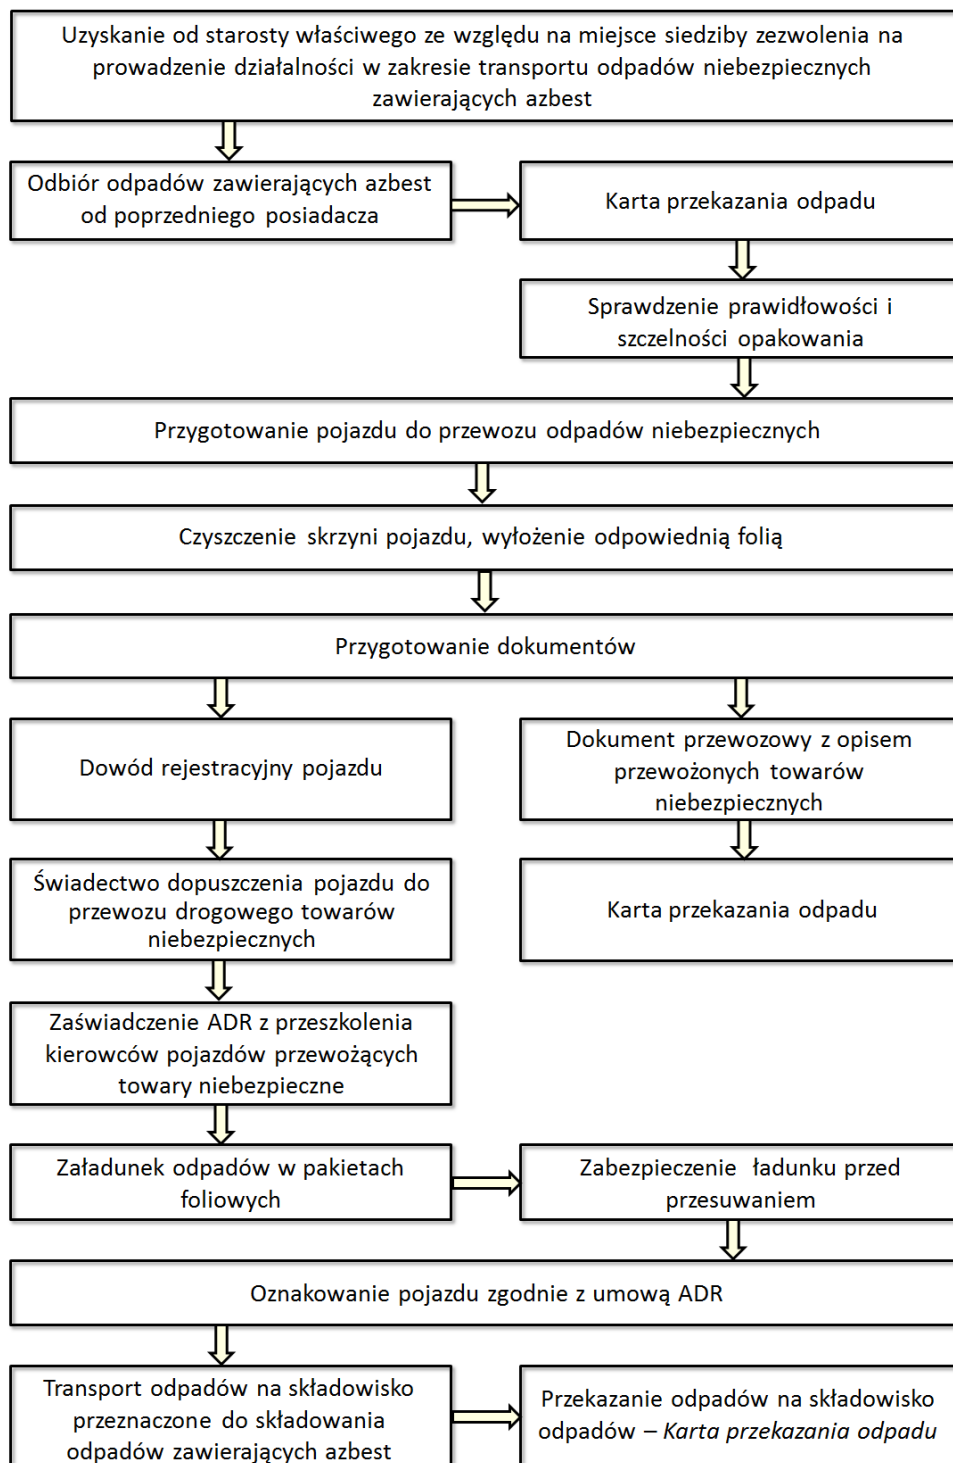 Uzyskanie od starosty właściwego ze względu na miejsce siedziby zezwolenia na
prowadzenie działalności w zakresie transportu odpadów niebezpiecznych
zawierających azbest
Odbiór odpadów zawierających azbest
od poprzedniego posiadacza
Karta przekazania odpadu
Sprawdzenie prawidłowości i
szczelności opakowania
Przygotowanie pojazdu do przewozu odpadów niebezpiecznych
Czyszczenie skrzyni pojazdu, wyłożenie odpowiednią folią
Przygotowanie dokumentów
Dowód rejestracyjny pojazdu
Dokument przewozowy z opisem
przewożonych towarów
niebezpiecznych
Świadectwo dopuszczenia pojazdu do
przewozu drogowego towarów
niebezpiecznych
Karta przekazania odpadu
Zaświadczenie ADR z przeszkolenia
kierowców pojazdów przewożących
towary niebezpieczne
Załadunek odpadów w pakietach
foliowych
Zabezpieczenie ładunku przed
przesuwaniem
Oznakowanie pojazdu zgodnie z umową ADR
Transport odpadów na składowisko
przeznaczone do składowania
odpadów zawierających azbest
Przekazanie odpadów na składowisko
odpadów – Karta przekazania odpadu